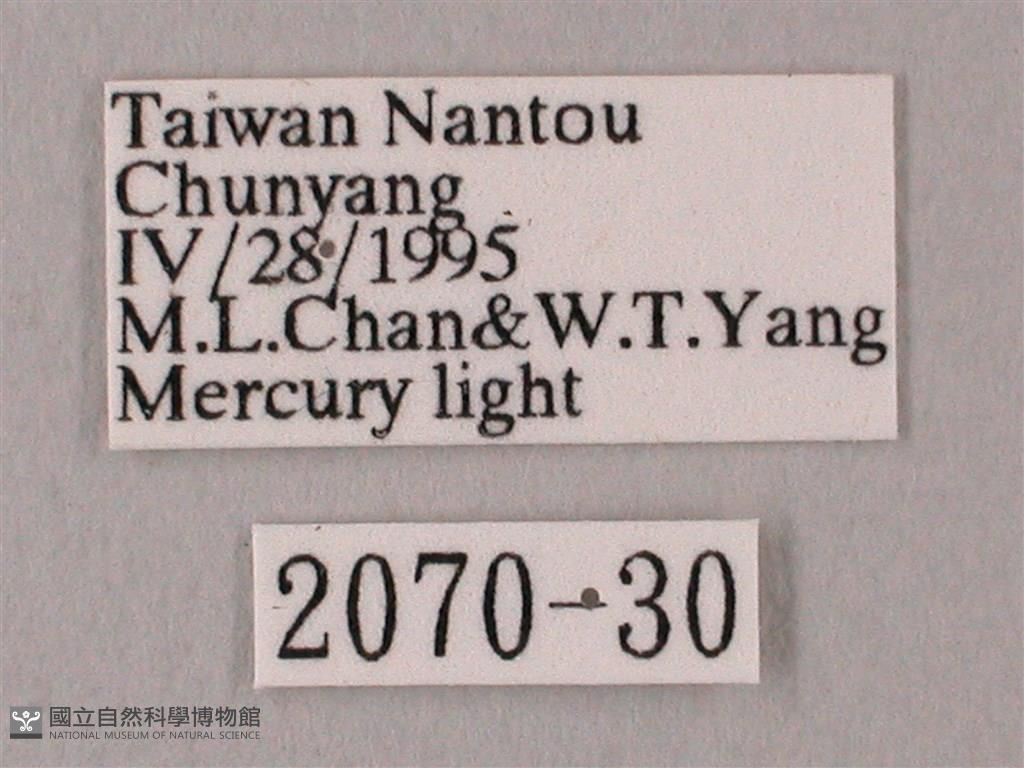 Taiwan Nantou
Chunyang
IV/28/1995
M.L.Chan&W.T.Yang
Mercury light
2070-30
國立自然科學博物館
NATIONAL MUSEUM OF NATURAL SCIENCE